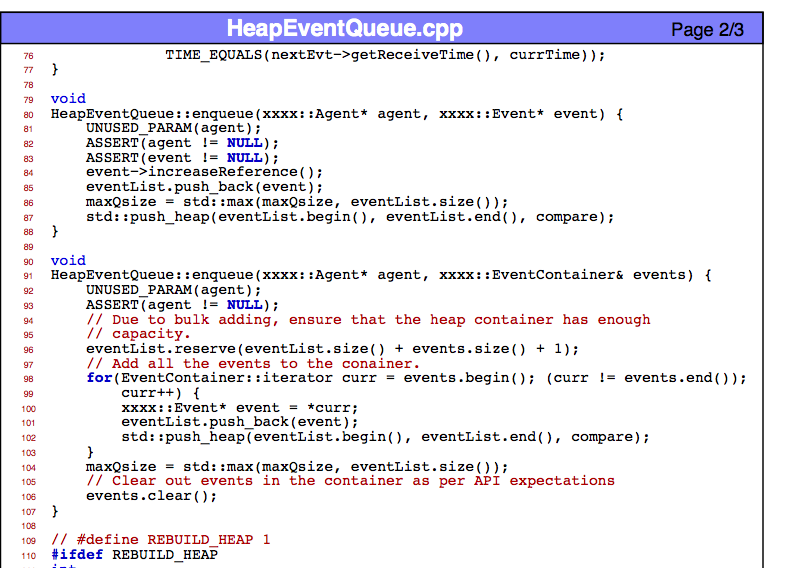 HeapEventQueue.cpp Page 2/3
76 TIME_EQUALS(nextEvt->getReceiveTime(), currTime));
77 }
78
79 void
80 HeapEventQueue::enqueue(xxxx::Agent* agent, xxxx::Event* event) {
81 UNUSED_PARAM(agent);
82 ASSERT(agent != NULL);
83 ASSERT(event != NULL);
84 event->increaseReference();
85 eventList.push_back(event);
86 maxQsize = std::max(maxQsize, eventList.size());
87 std::push_heap(eventList.begin(), eventList.end(), compare);
88 }
89
90 void
91 HeapEventQueue::enqueue(xxxx::Agent* agent, xxxx::EventContainer& events) {
92 UNUSED_PARAM(agent);
93 ASSERT(agent != NULL);
94 // Due to bulk adding, ensure that the heap container has enough
95 // capacity.
96 eventList.reserve(eventList.size() + events.size() + 1);
97 // Add all the events to the conainer.
98 for(EventContainer::iterator curr = events.begin(); (curr != events.end());
99 curr++) {
100 xxxx::Event* event = *curr;
101 eventList.push_back(event);
102 std::push_heap(eventList.begin(), eventList.end(), compare);
103 }
104 maxQsize = std::max(maxQsize, eventList.size());
105 // Clear out events in the container as per API expectations
106 events.clear();
107 }
108
109 // #define REBUILD_HEAP 1
110 #ifdef REBUILD_HEAP